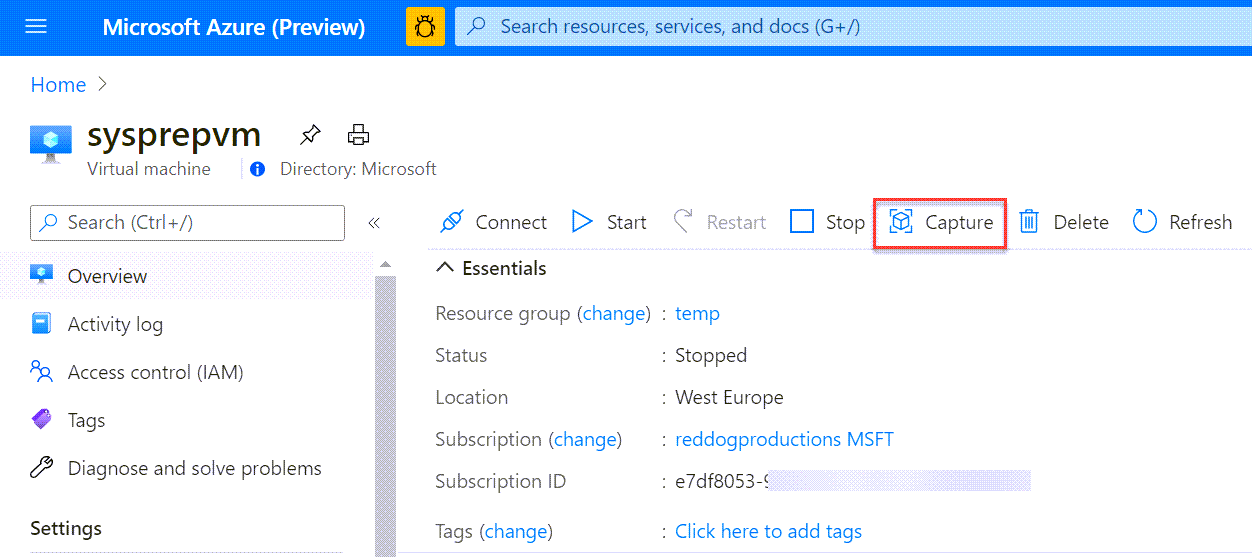 Microsoft Azure (Preview)
Search resources, services, and docs (G+/)
Home
sysprepvm
Virtual machine
Directory: Microsoft
Search (Ctrl+/)
Connect Start Restart Stop Capture Delete Refresh
Overview
Activity log
Access control (IAM)
Tags
Diagnose and solve problems
Settings
Essentials
Resource group (change) : temp
Status : Stopped
Location : West Europe
Subscription (change) : reddogproductions MSFT
Subscription ID : e7df8053-9
Tags (change) : Click here to add tags